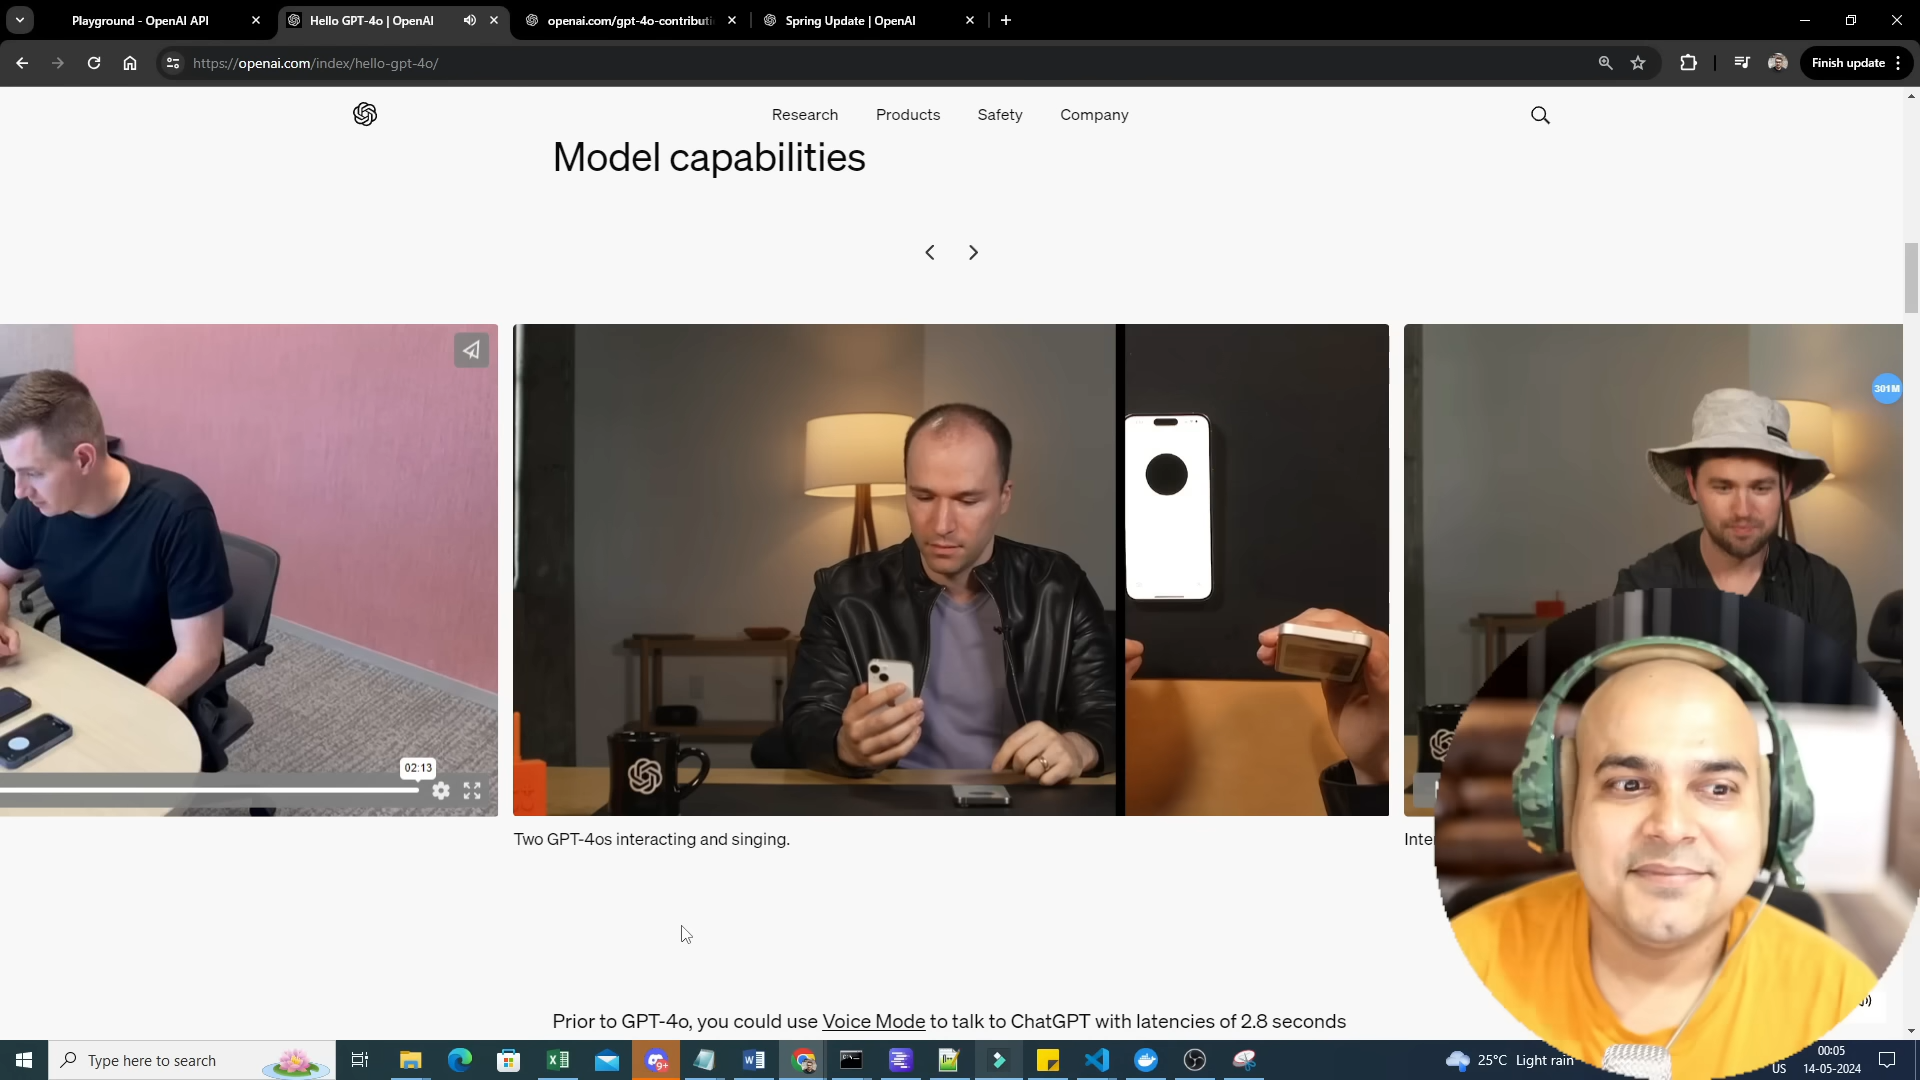 Playground - OpenAI API
Hello GPT-4o | OpenAI
openai.com/gpt-4o-contributi
Spring Update | OpenAI
https://openai.com/index/hello-gpt-4o/
Finish update
Research
Products
Safety
Company
Model capabilities
301M
02:13
Two GPT-4os interacting and singing.
Inte
Prior to GPT-4o, you could use Voice Mode to talk to ChatGPT with latencies of 2.8 seconds
Type here to search
9+
25°C Light rain
US
00:05
14-05-2024